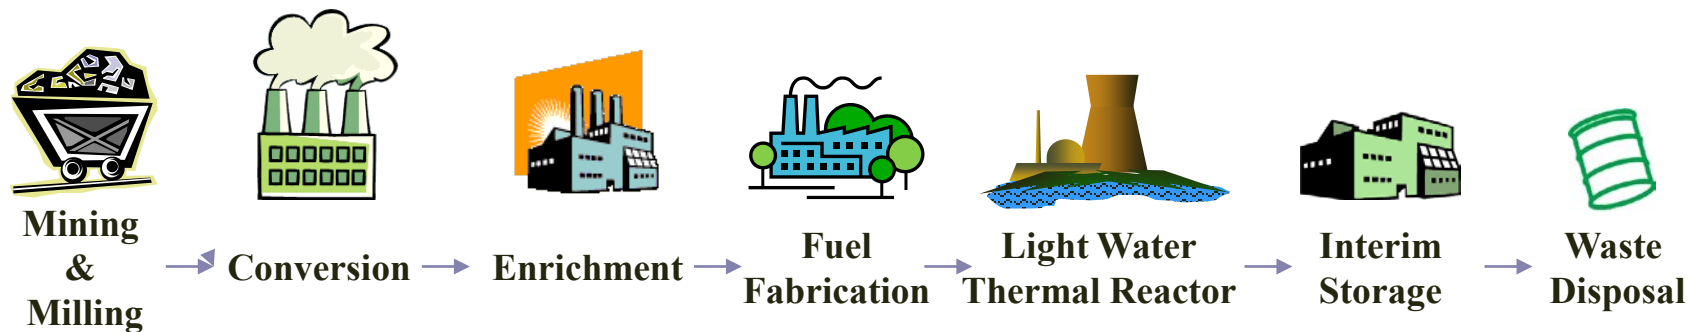 Mining
&
Milling
Conversion
Enrichment
Fuel
Fabrication
Light Water
Thermal Reactor
Interim
Storage
Waste
Disposal